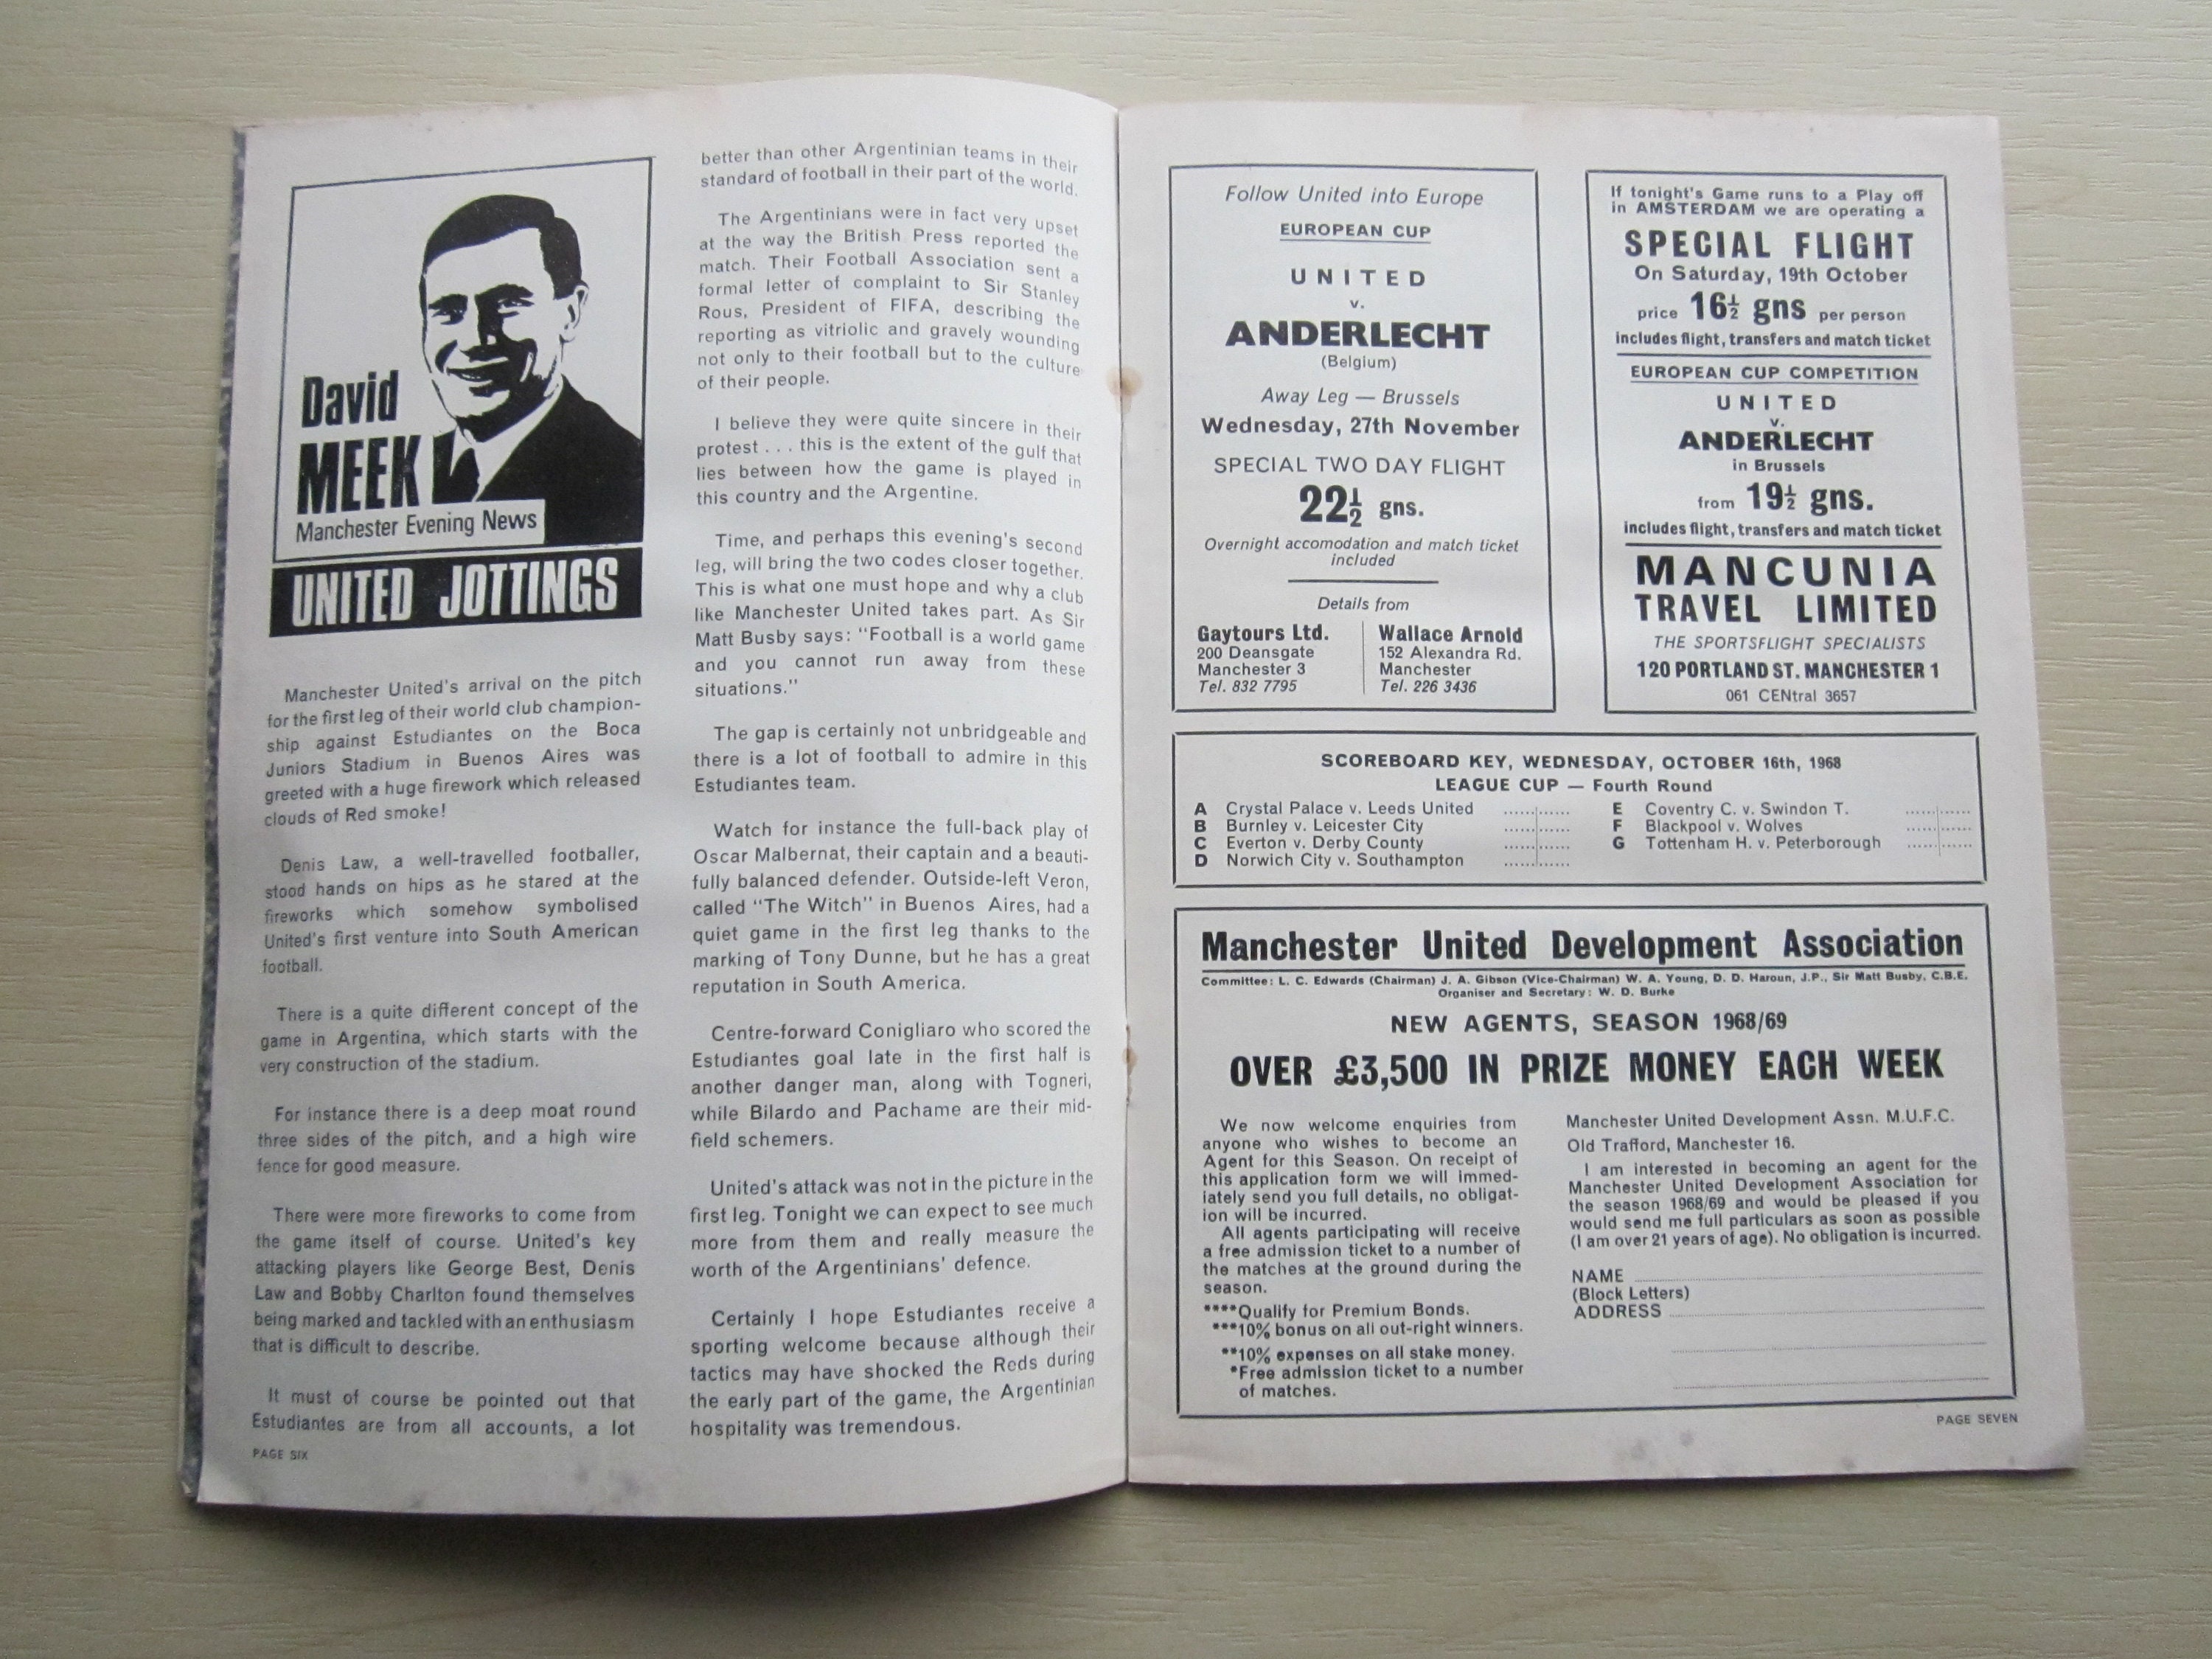 David
MEEK
Manchester Evening News
UNITED JOTTINGS
Manchester United's arrival on the pitch
for the first leg of their world club champion-
ship against Estudiantes on the Boca
Juniors Stadium in Buenos Aires was
greeted with a huge firework which released
clouds of Red smoke!
Denis Law, a well-travelled footballer,
stood hands on hips as he stared at the
fireworks which somehow symbolised
United's first venture into South American
football.
There is a quite different concept of the
game in Argentina, which starts with the
very construction of the stadium.
For instance there is a deep moat round
three sides of the pitch, and a high wire
fence for good measure.
There were more fireworks to come from
the game itself of course. United's key
attacking players like George Best, Denis
Law and Bobby Charlton found themselves
being marked and tackled with an enthusiasm
that is difficult to describe.
It must of course be pointed out that
Estudiantes are from all accounts, a lot
PAGE SIX
better than other Argentinian teams in their
standard of football in their part of the world.
The Argentinians were in fact very upset
at the way the British Press reported the
match. Their Football Association sent a
formal letter of complaint to Sir Stanley
Rous, President of FIFA, describing the
reporting as vitriolic and gravely wounding
not only to their football but to the culture
of their people.
I believe they were quite sincere in their
protest . . . this is the extent of the gulf that
lies between how the game is played in
this country and the Argentine.
Time, and perhaps this evening's second
leg, will bring the two codes closer together.
This is what one must hope and why a club
like Manchester United takes part. As Sir
Matt Busby says: "Football is a world game
and you cannot run away from these
situations."
The gap is certainly not unbridgeable and
there is a lot of football to admire in this
Estudiantes team.
Watch for instance the full-back play of
Oscar Malbernat, their captain and a beauti-
fully balanced defender. Outside-left Veron,
called "The Witch" in Buenos Aires, had a
quiet game in the first leg thanks to the
marking of Tony Dunne, but he has a great
reputation in South America.
Centre-forward Conigliaro who scored the
Estudiantes goal late in the first half is
another danger man, along with Togneri,
while Bilardo and Pachame are their mid-
field schemers.
United's attack was not in the picture in the
first leg. Tonight we can expect to see much
more from them and really measure the
worth of the Argentinians' defence.
Certainly I hope Estudiantes receive a
sporting welcome because although their
tactics may have shocked the Reds during
the early part of the game, the Argentinian
hospitality was tremendous.
Follow United into Europe
EUROPEAN CUP
UNITED
v.
ANDERLECHT
(Belgium)
Away Leg — Brussels
Wednesday, 27th November
SPECIAL TWO DAY FLIGHT
22½ gns.
Overnight accomodation and match ticket
included
Details from
Gaytours Ltd.
200 Deansgate
Manchester 3
Tel. 832 7795
Wallace Arnold
152 Alexandra Rd.
Manchester
Tel. 226 3436
If tonight's Game runs to a Play off
in AMSTERDAM we are operating a
SPECIAL FLIGHT
On Saturday, 19th October
price 16½ gns per person
includes flight, transfers and match ticket
EUROPEAN CUP COMPETITION
UNITED
v.
ANDERLECHT
in Brussels
from 19½ gns.
includes flight, transfers and match ticket
MANCUNIA
TRAVEL LIMITED
THE SPORTSFLIGHT SPECIALISTS
120 PORTLAND ST. MANCHESTER 1
061 CENtral 3657
SCOREBOARD KEY, WEDNESDAY, OCTOBER 16th, 1968
LEAGUE CUP — Fourth Round
A Crystal Palace v. Leeds United
B Burnley v. Leicester City
C Everton v. Derby County
D Norwich City v. Southampton
E Coventry C. v. Swindon T.
F Blackpool v. Wolves
G Tottenham H. v. Peterborough
Manchester United Development Association
Committee: L. C. Edwards (Chairman) J. A. Gibson (Vice-Chairman) W. A. Young, D. D. Haroun, J.P., Sir Matt Busby, C.B.E.
Organiser and Secretary: W. D. Burke
NEW AGENTS, SEASON 1968/69
OVER £3,500 IN PRIZE MONEY EACH WEEK
We now welcome enquiries from
anyone who wishes to become an
Agent for this Season. On receipt of
this application form we will immed-
iately send you full details, no obligat-
ion will be incurred.
All agents participating will receive
a free admission ticket to a number of
the matches at the ground during the
season.
****Qualify for Premium Bonds.
***10% bonus on all out-right winners.
**10% expenses on all stake money.
*Free admission ticket to a number
of matches.
Manchester United Development Assn. M.U.F.C.
Old Trafford, Manchester 16.
I am interested in becoming an agent for the
Manchester United Development Association for
the season 1968/69 and would be pleased if you
would send me full particulars as soon as possible
(I am over 21 years of age). No obligation is incurred.
NAME
(Block Letters)
ADDRESS
PAGE SEVEN